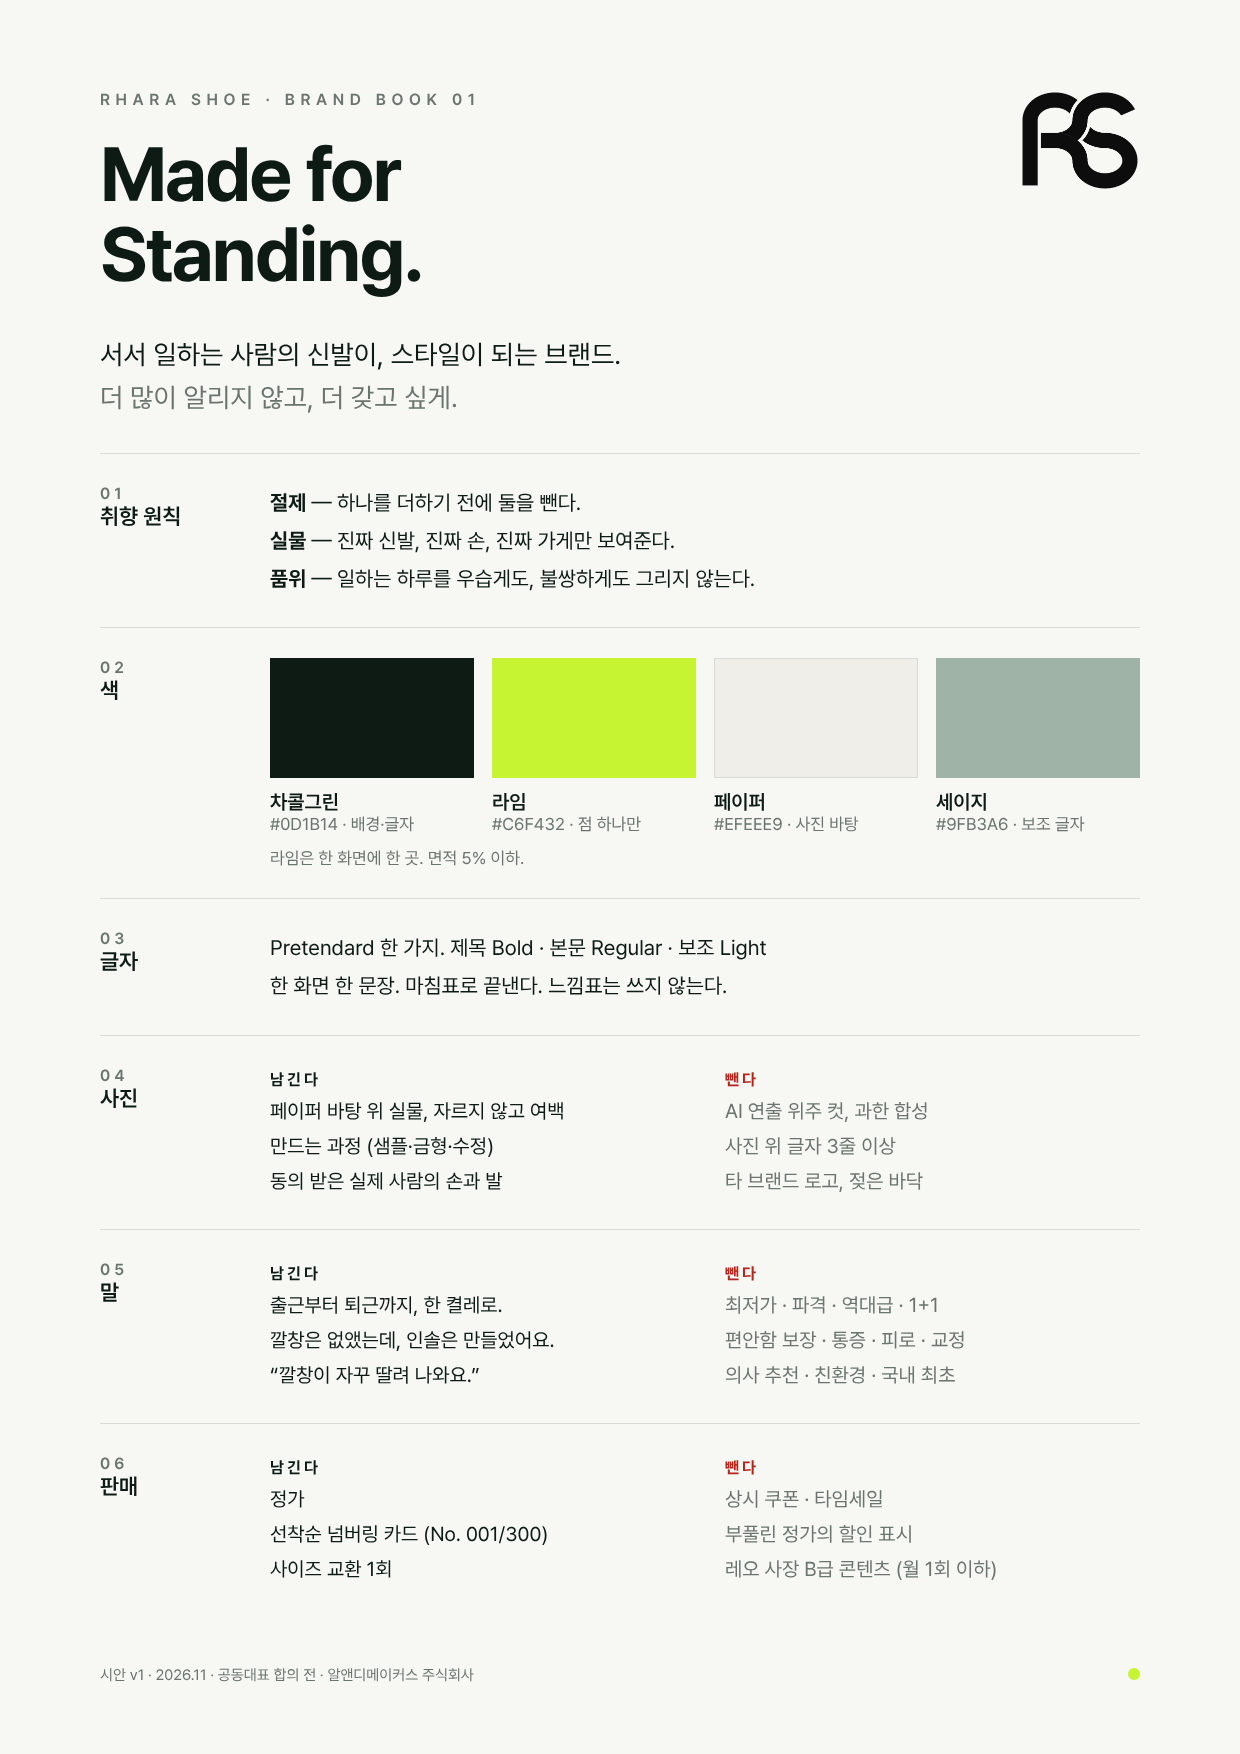 RHARA SHOE · BRAND BOOK 01
RS
Made for
Standing.
서서 일하는 사람의 신발이, 스타일이 되는 브랜드.
더 많이 알리지 않고, 더 갖고 싶게.
01
취향 원칙
절제 — 하나를 더하기 전에 둘을 뺀다.
실물 — 진짜 신발, 진짜 손, 진짜 가게만 보여준다.
품위 — 일하는 하루를 우습게도, 불쌍하게도 그리지 않는다.
02
색
차콜그린
#0D1B14 · 배경·글자
라임
#C6F432 · 점 하나만
페이퍼
#EFEEE9 · 사진 바탕
세이지
#9FB3A6 · 보조 글자
라임은 한 화면에 한 곳. 면적 5% 이하.
03
글자
Pretendard 한 가지. 제목 Bold · 본문 Regular · 보조 Light
한 화면 한 문장. 마침표로 끝낸다. 느낌표는 쓰지 않는다.
04
사진
남긴다
페이퍼 바탕 위 실물, 자르지 않고 여백
만드는 과정 (샘플·금형·수정)
동의 받은 실제 사람의 손과 발
뺀다
AI 연출 위주 컷, 과한 합성
사진 위 글자 3줄 이상
타 브랜드 로고, 젖은 바닥
05
말
남긴다
출근부터 퇴근까지, 한 켤레로.
깔창은 없앴는데, 인솔은 만들었어요.
“깔창이 자꾸 딸려 나와요.”
뺀다
최저가 · 파격 · 역대급 · 1+1
편안함 보장 · 통증 · 피로 · 교정
의사 추천 · 친환경 · 국내 최초
06
판매
남긴다
정가
선착순 넘버링 카드 (No. 001/300)
사이즈 교환 1회
뺀다
상시 쿠폰 · 타임세일
부풀린 정가의 할인 표시
레오 사장 B급 콘텐츠 (월 1회 이하)
시안 v1 · 2026.11 · 공동대표 합의 전 · 알앤디메이커스 주식회사